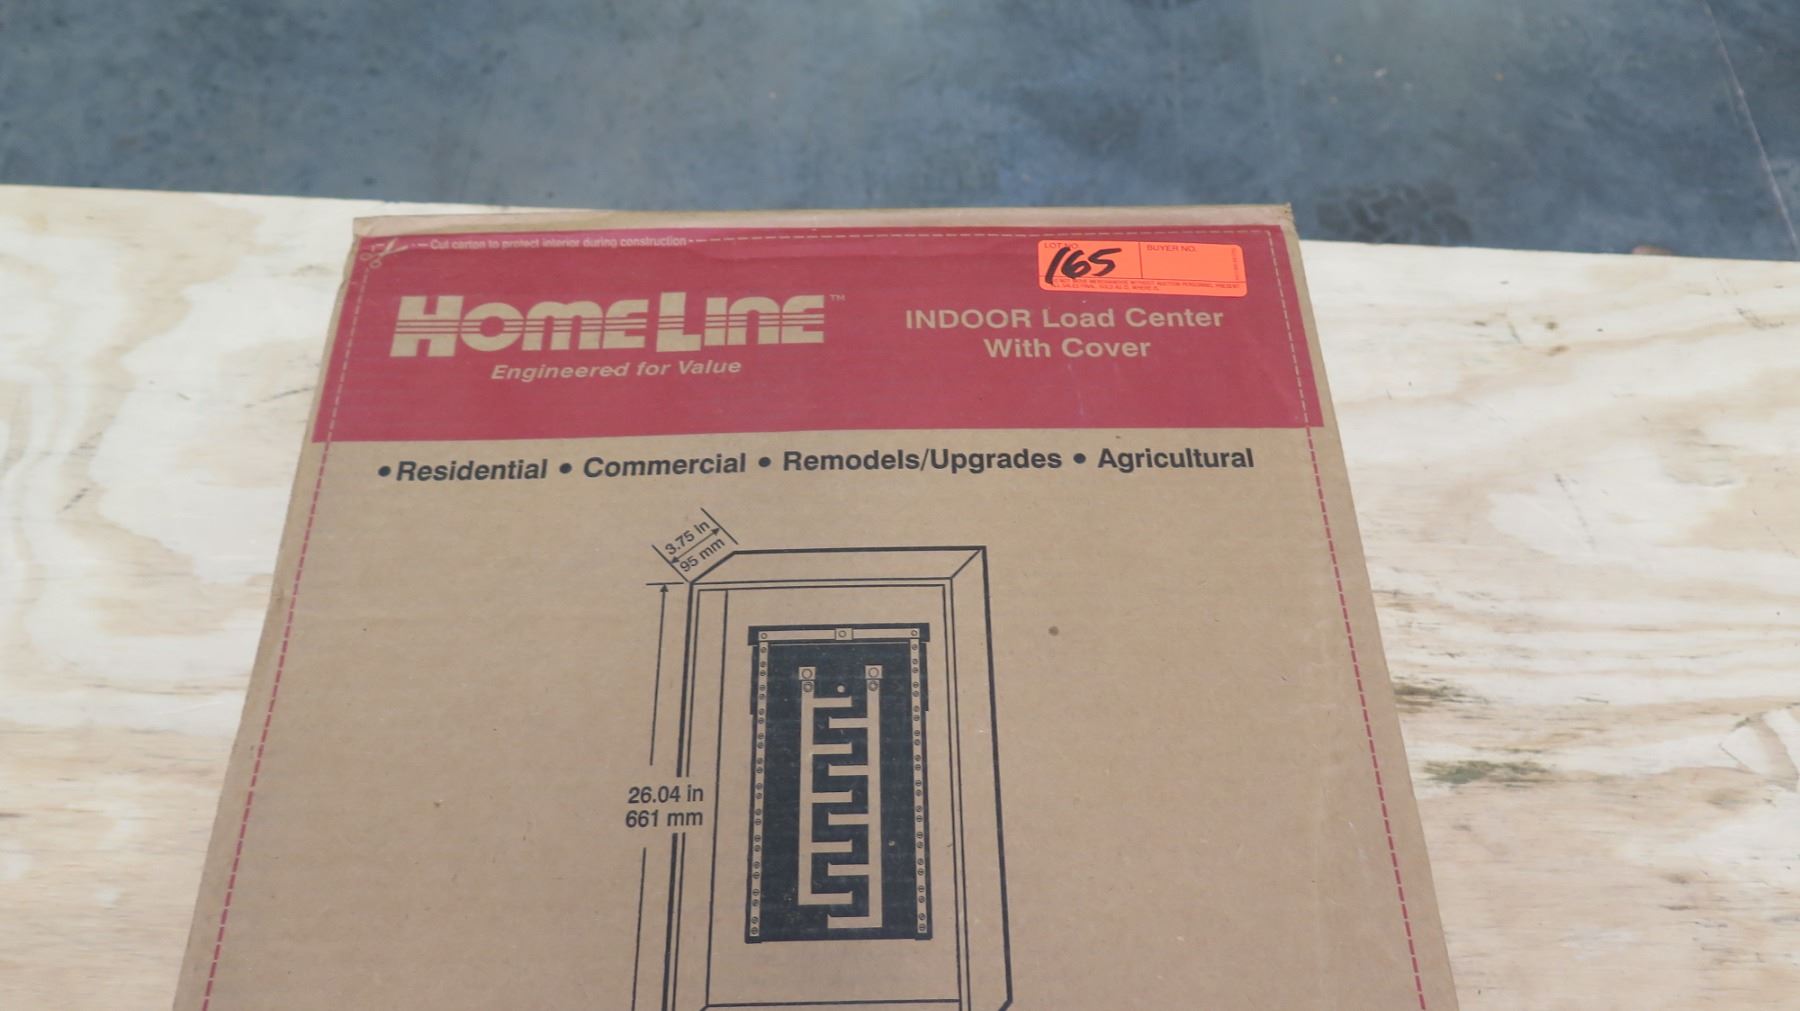 Cut carton to protect interior during construction
LOT NO.
BUYER NO.
165
HOMELINE™
Engineered for Value
INDOOR Load Center
With Cover
• Residential • Commercial • Remodels/Upgrades • Agricultural
3.75 in
95 mm
26.04 in
661 mm